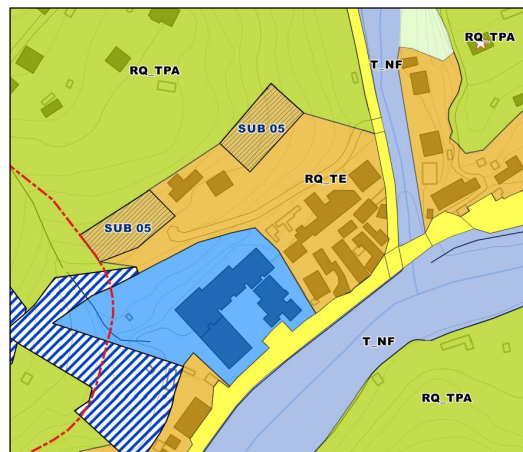 RQ_TPA
T_NF
RQ_TPA
SUB 05
RQ_TE
SUB 05
T_NF
RQ_TPA